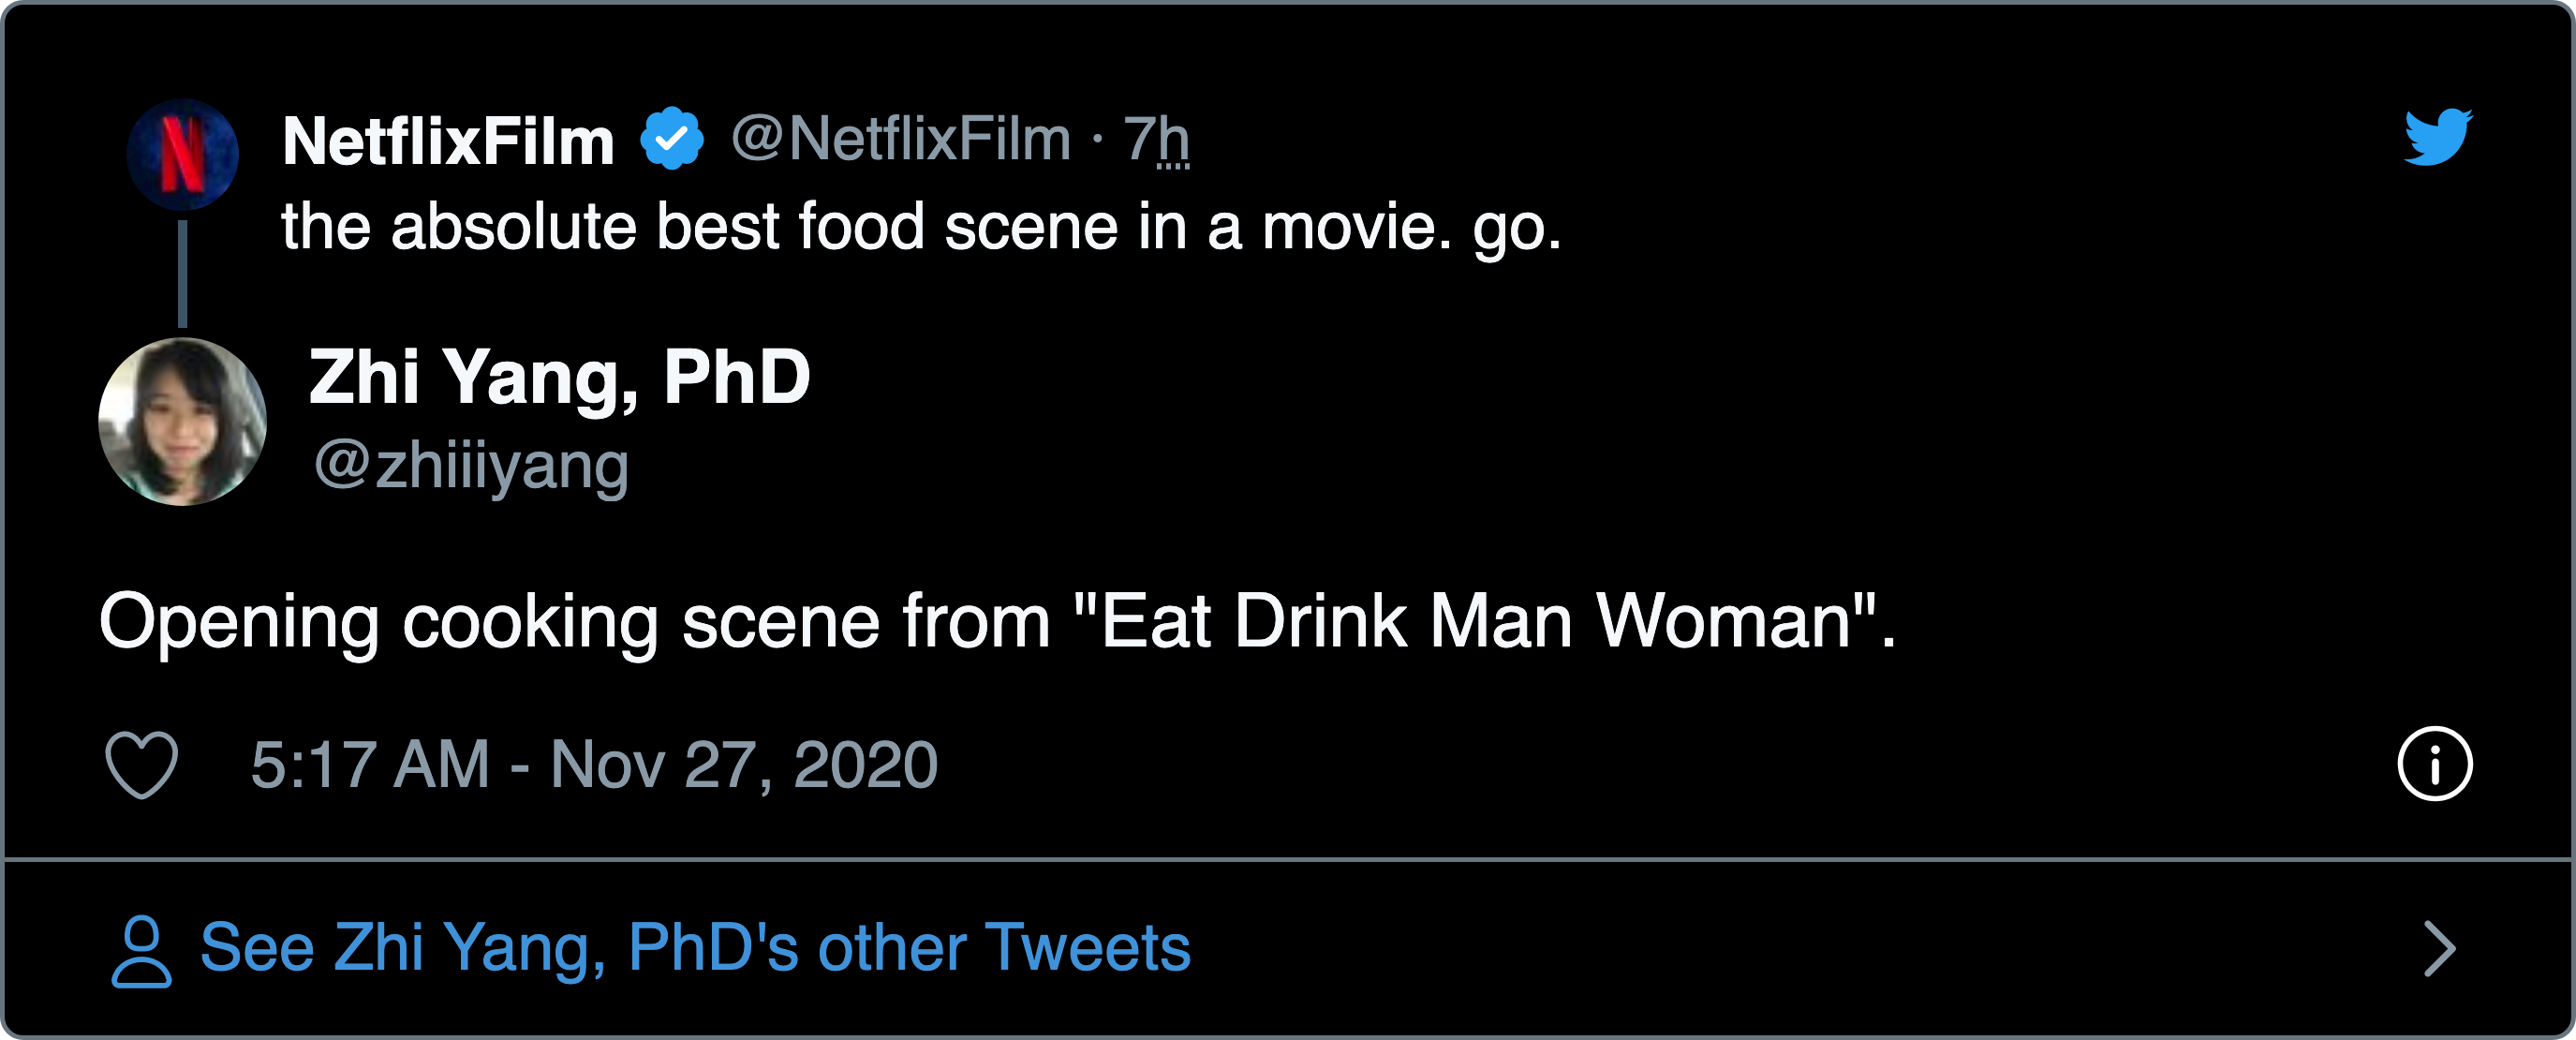 NetflixFilm @NetflixFilm · 7h
the absolute best food scene in a movie. go.
Zhi Yang, PhD
@zhiiiyang
Opening cooking scene from "Eat Drink Man Woman".
5:17 AM - Nov 27, 2020
See Zhi Yang, PhD's other Tweets